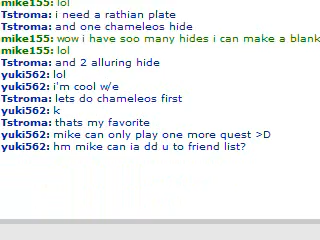 mike155: lol
Tstroma: i need a rathian plate
Tstroma: and one chameleos hide
mike155: wow i have soo many hides i can make a blank
mike155: lol
Tstroma: and 2 alluring hide
yuki562: lol
yuki562: i'm cool w/e
Tstroma: lets do chameleos first
yuki562: k
Tstroma: thats my favorite
yuki562: mike can only play one more quest >D
yuki562: hm mike can ia dd u to friend list?